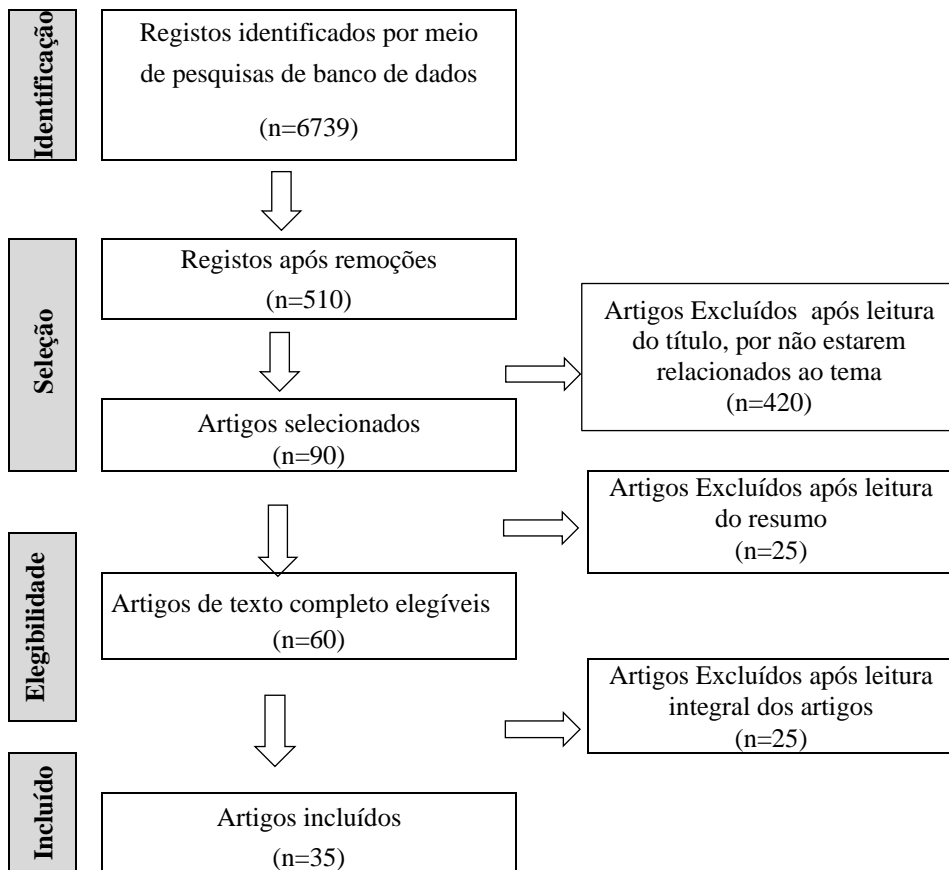 Identificação
Registos identificados por meio
de pesquisas de banco de dados
(n=6739)
Seleção
Registos após remoções
(n=510)
Artigos Excluídos após leitura
do título, por não estarem
relacionados ao tema
(n=420)
Artigos selecionados
(n=90)
Artigos Excluídos após leitura
do resumo
(n=25)
Elegibilidade
Artigos de texto completo elegíveis
(n=60)
Artigos Excluídos após leitura
integral dos artigos
(n=25)
Incluído
Artigos incluídos
(n=35)